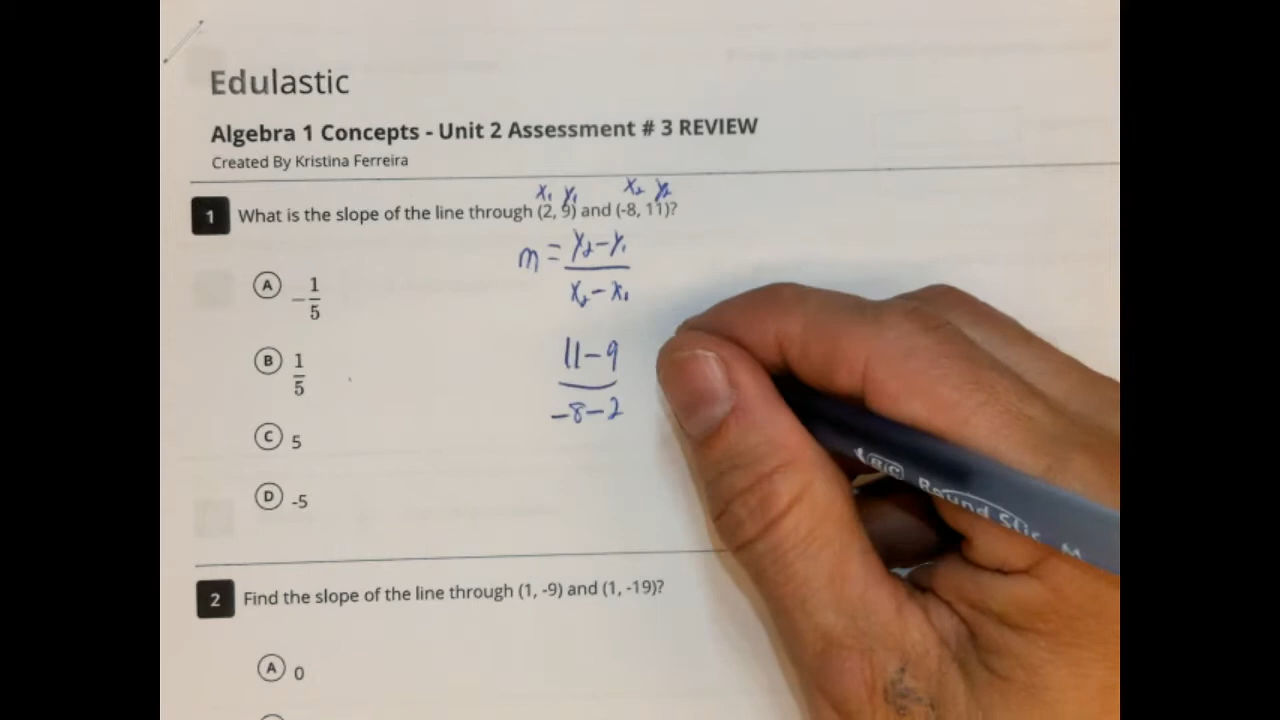 Edulastic
Algebra 1 Concepts - Unit 2 Assessment # 3 REVIEW
Created By Kristina Ferreira
x₁ y₁ x₂ y₂
1 What is the slope of the line through (2, 9) and (-8, 11)?
m = y₂-y₁
x₂-x₁
A -1/5
11-9
-8-2
B 1/5
C 5
D -5
2 Find the slope of the line through (1, -9) and (1, -19)?
A 0
BIC Round Stic M